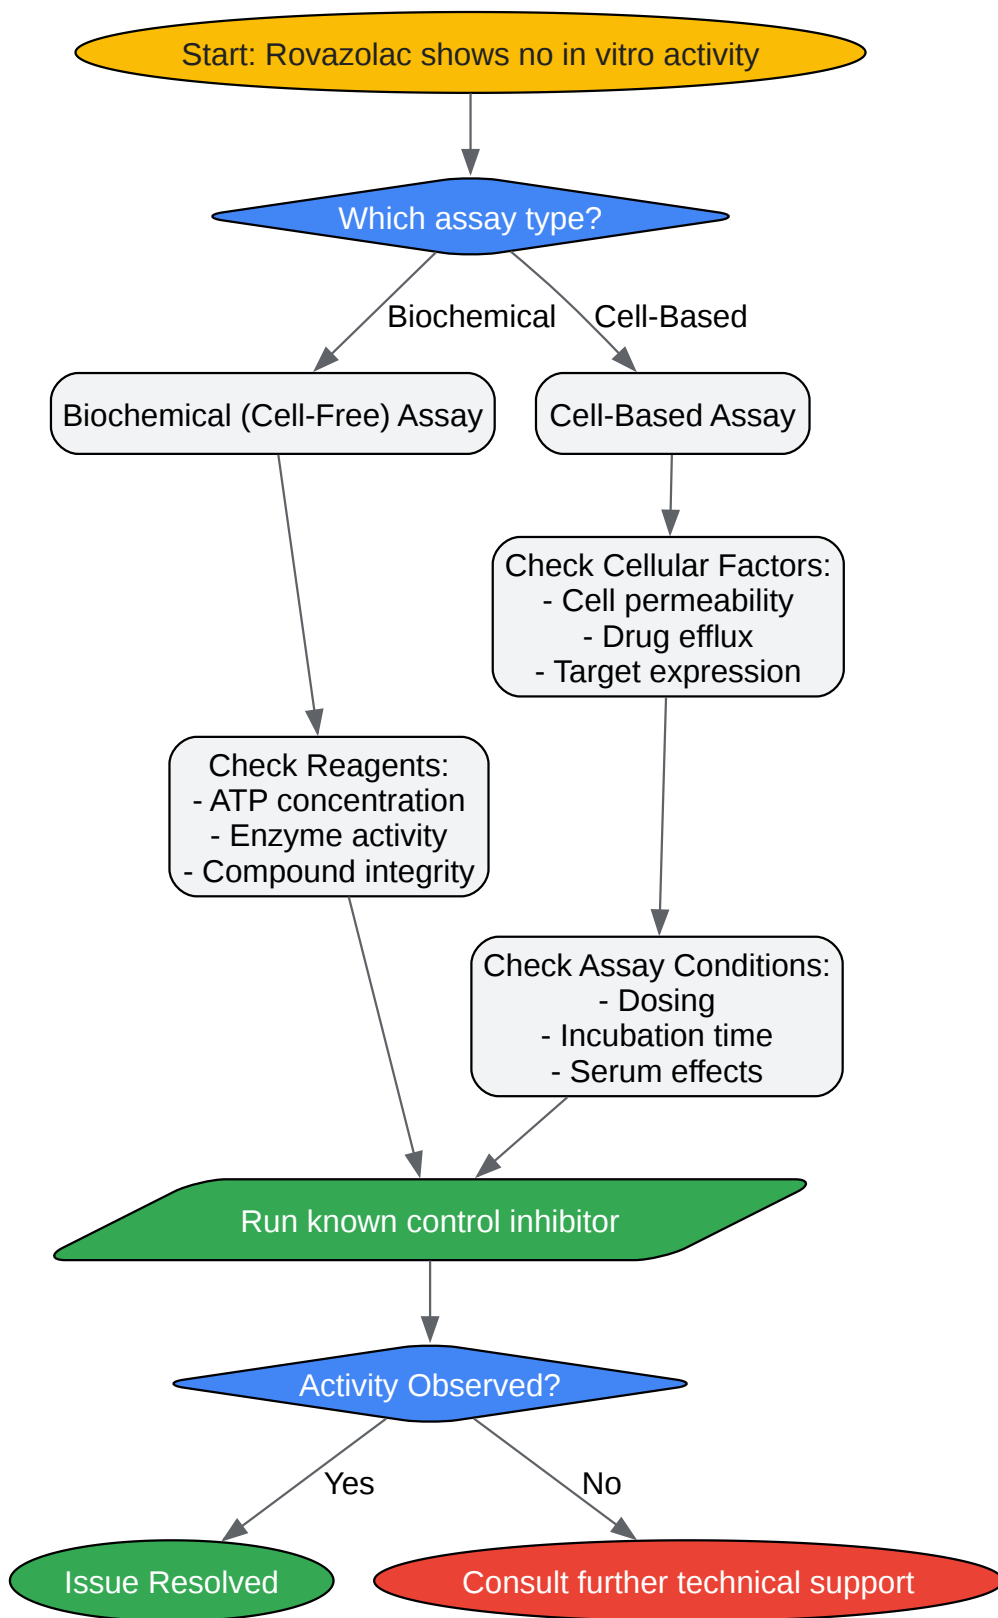 Start: Rovazolac shows no in vitro activity
Which assay type?
Biochemical
Cell-Based
Biochemical (Cell-Free) Assay
Cell-Based Assay
Check Cellular Factors:
- Cell permeability
- Drug efflux
- Target expression
Check Reagents:
- ATP concentration
- Enzyme activity
- Compound integrity
Check Assay Conditions:
- Dosing
- Incubation time
- Serum effects
Run known control inhibitor
Activity Observed?
Yes
No
Issue Resolved
Consult further technical support